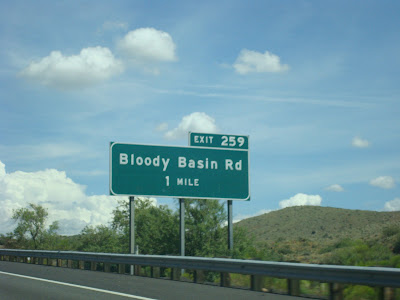 EXIT 259
Bloody Basin Rd
1 MILE